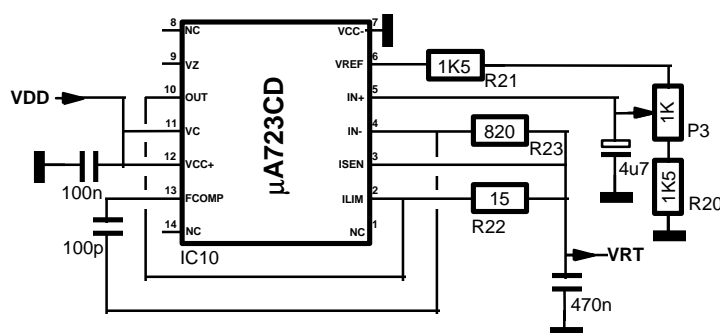 8
NC
VCC-
7
9
VZ
VREF
6
1K5
R21
VDD
10
OUT
IN+
5
1K
P3
11
VC
IN-
4
820
R23
4u7
100n
12
VCC+
ISEN
3
1K5
R20
13
FCOMP
ILIM
2
15
R22
100p
14
NC
NC
1
µA723CD
IC10
VRT
470n